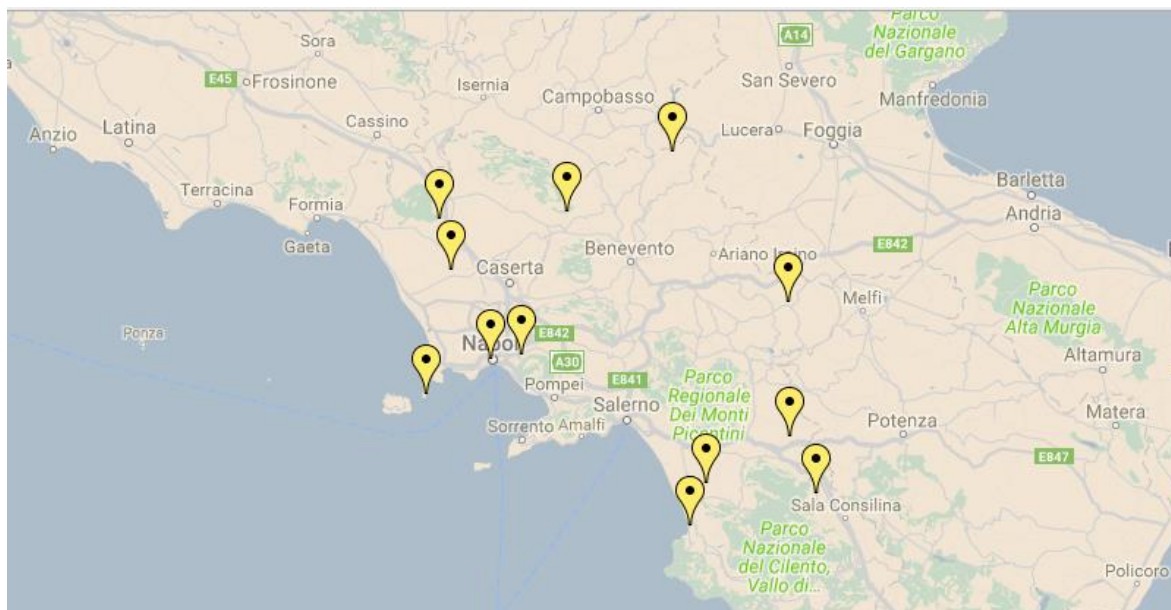 Parco
Nazionale
del Gargano
A14
Sora
E45
Frosinone
Isernia
San Severo
Campobasso
Manfredonia
Cassino
Anzio
Latina
Lucera
Foggia
Terracina
Formia
Barletta
Gaeta
Andria
Benevento
Ariano Irpino
E842
Caserta
Parco
Nazionale
Alta Murgia
Melfi
Ponza
Napoli
E842
A30
Altamura
Pompei
E841
Parco
Regionale
Dei Monti
Picentini
Salerno
Sorrento
Amalfi
Potenza
Matera
E847
Sala Consilina
Parco
Nazionale
del Cilento,
Vallo di...
Policoro